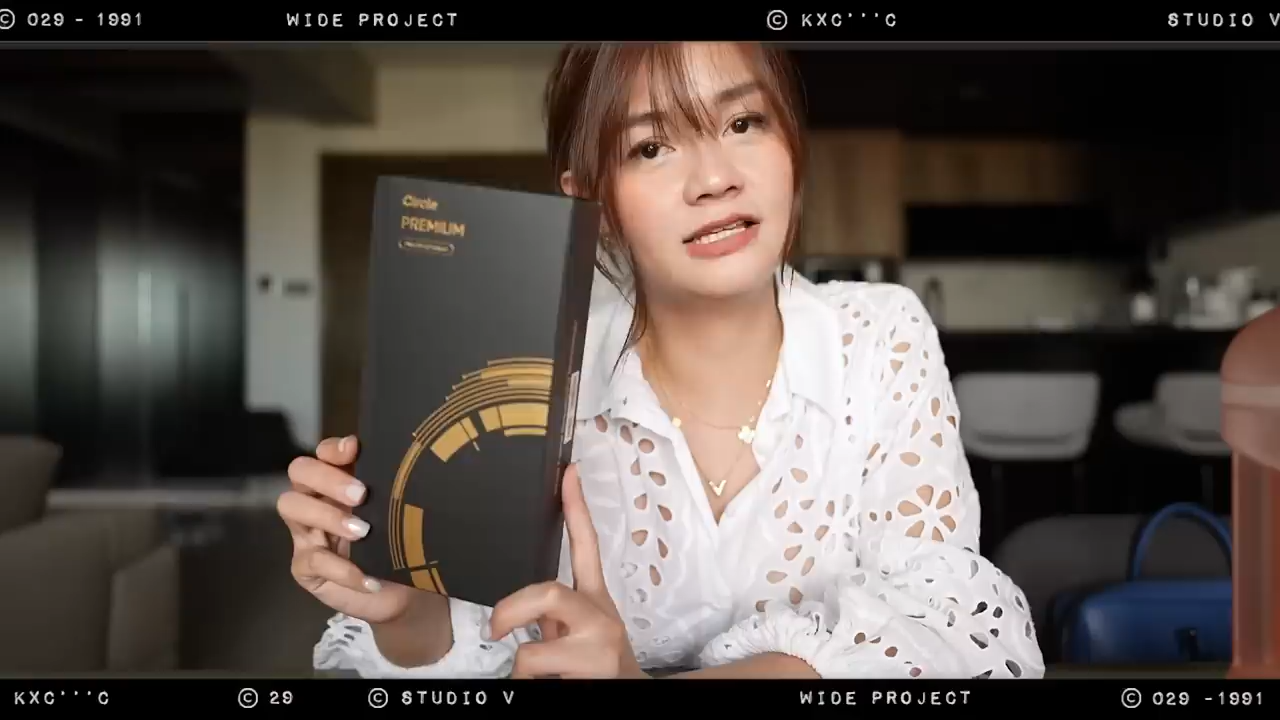 © 029 - 1991 WIDE PROJECT © KXC'''C STUDIO V
Circle
PREMIUM
KXC'''C © 29 © STUDIO V WIDE PROJECT © 029 -1991